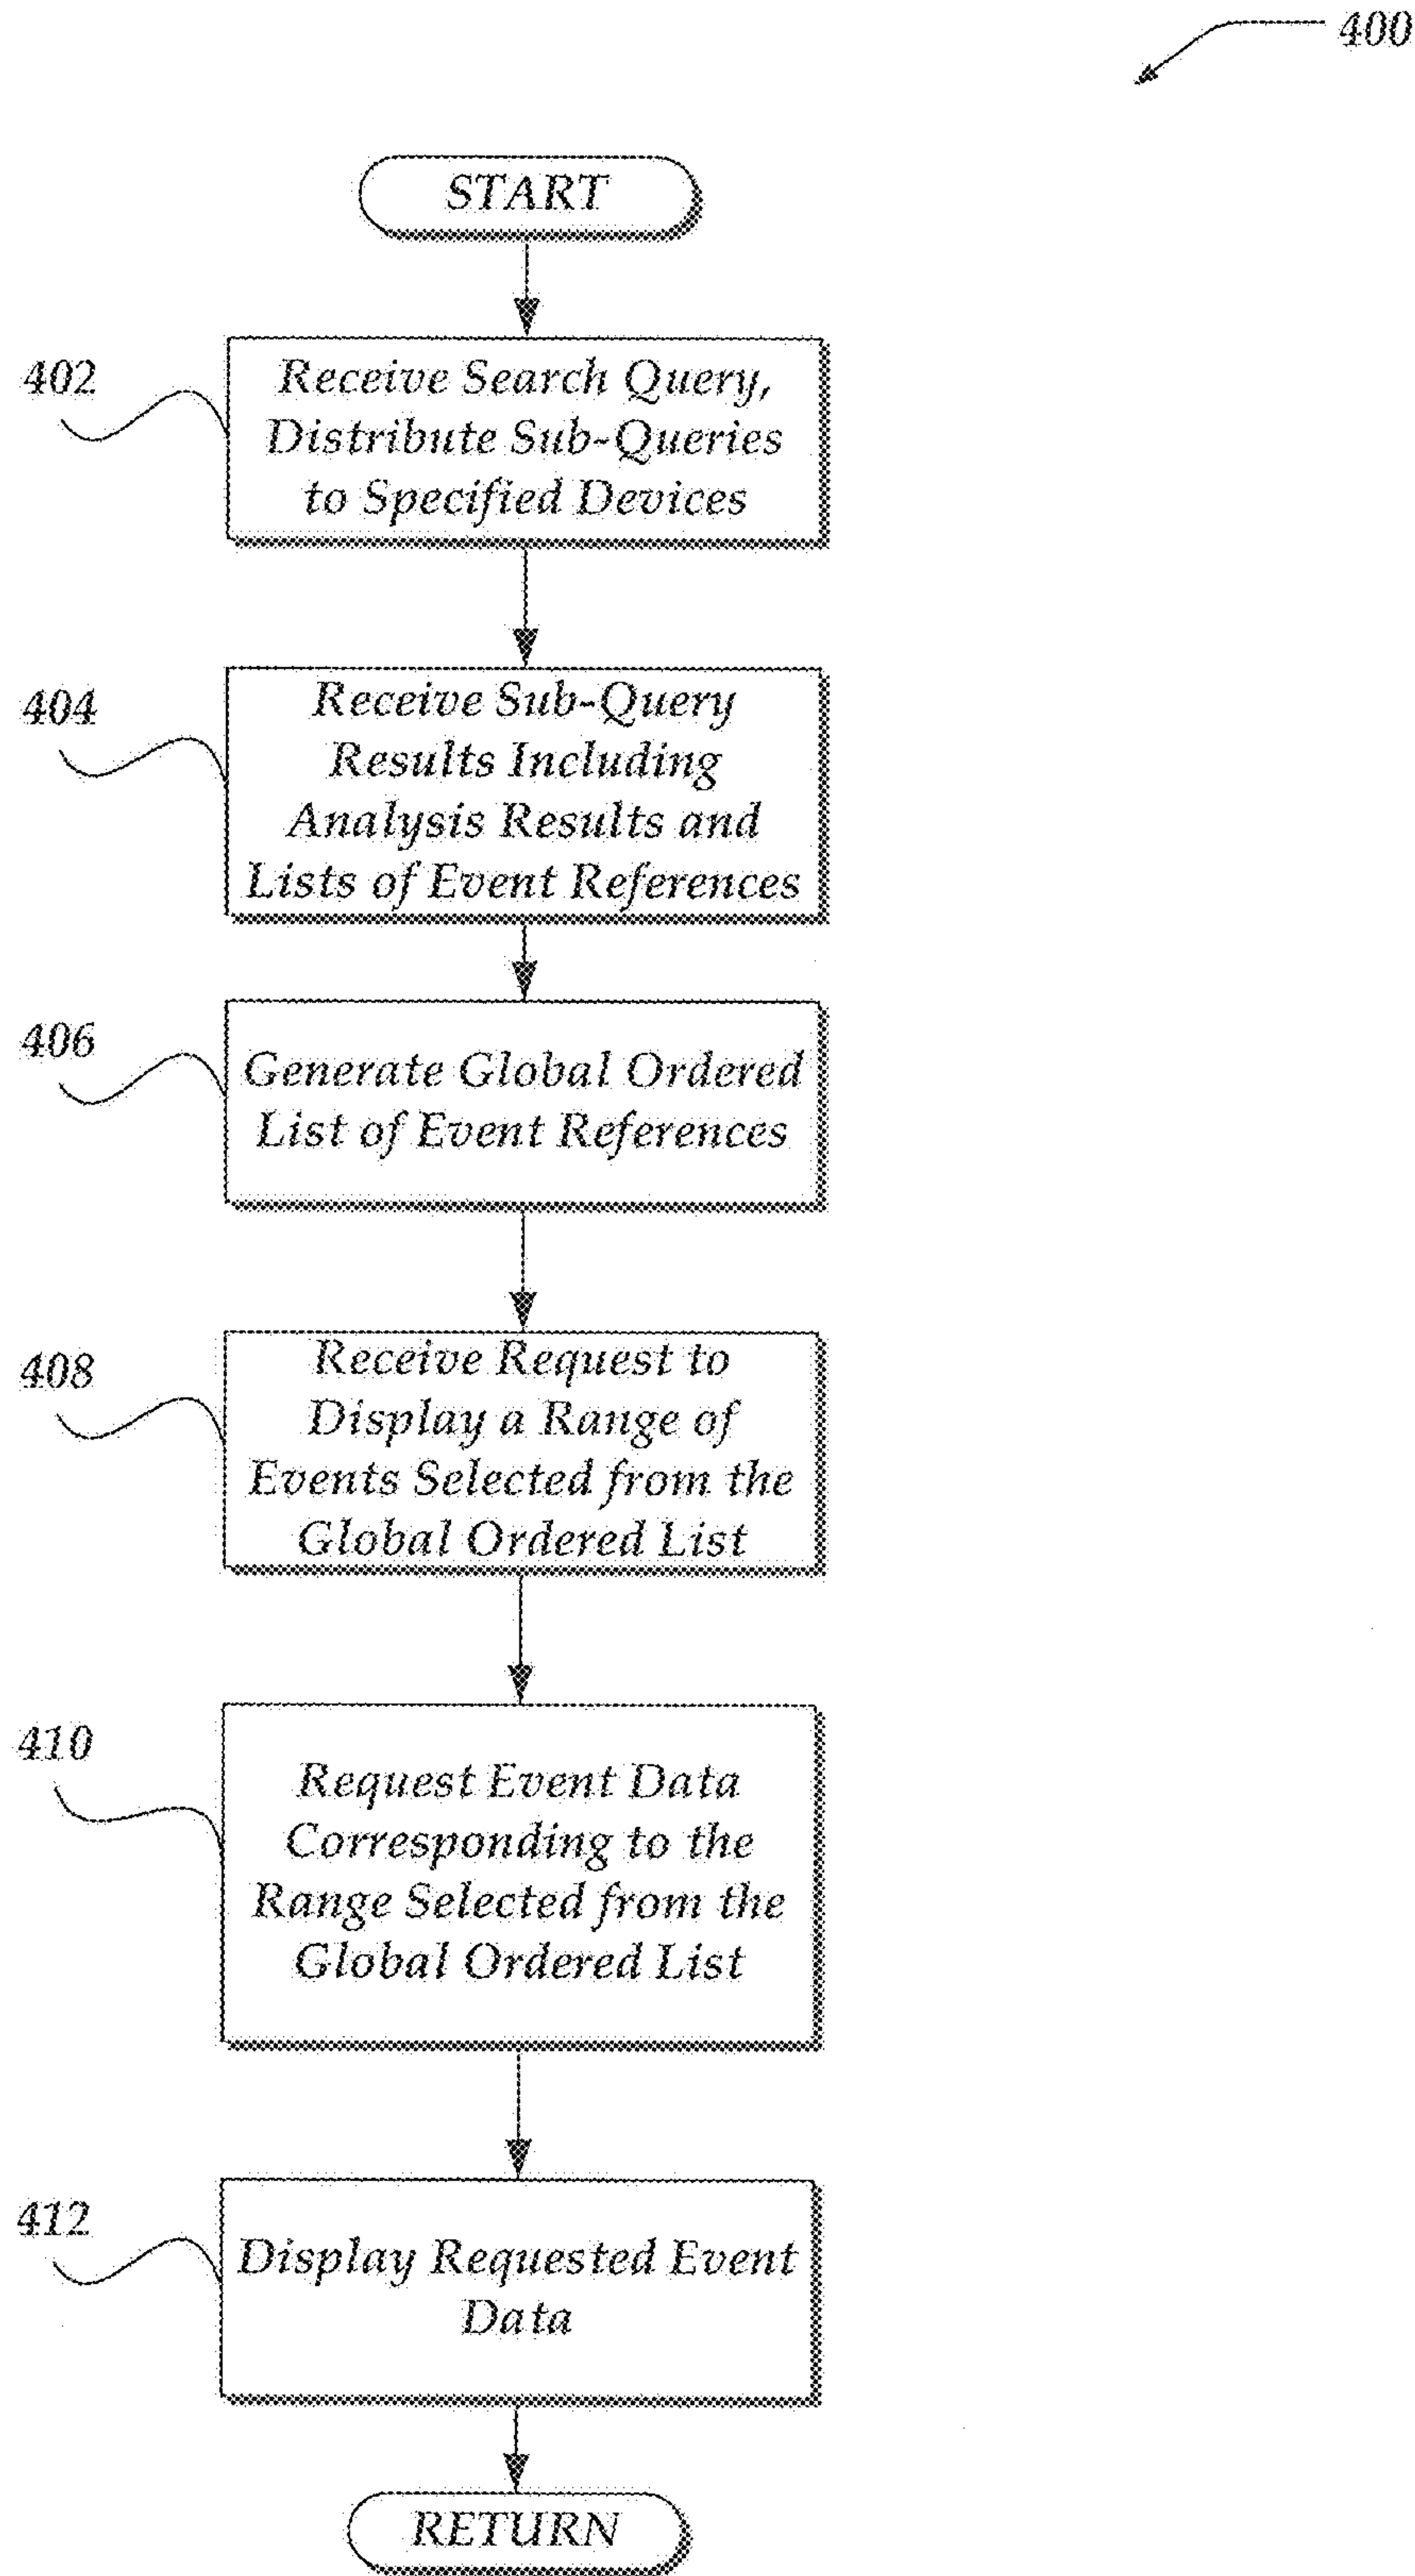 400
START
402
Receive Search Query,
Distribute Sub-Queries
to Specified Devices
404
Receive Sub-Query
Results Including
Analysis Results and
Lists of Event References
406
Generate Global Ordered
List of Event References
408
Receive Request to
Display a Range of
Events Selected from the
Global Ordered List
410
Request Event Data
Corresponding to the
Range Selected from the
Global Ordered List
412
Display Requested Event
Data
RETURN